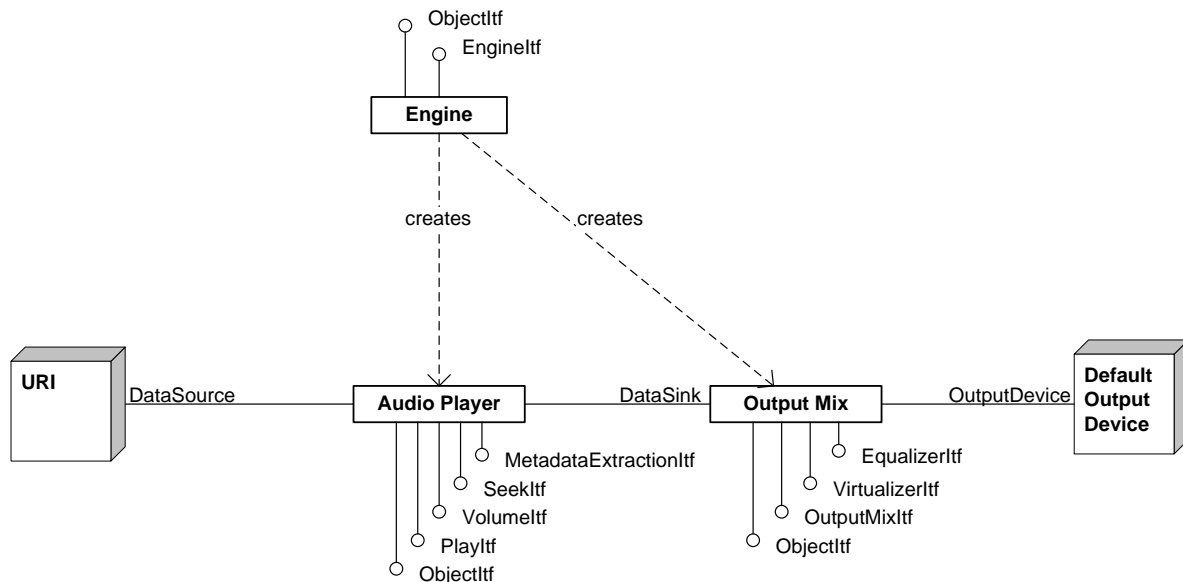 ObjectItf
EngineItf
Engine
creates
creates
URI
DataSource
Audio Player
DataSink
Output Mix
OutputDevice
Default
Output
Device
MetadataExtractionItf
SeekItf
VolumeItf
PlayItf
ObjectItf
EqualizerItf
VirtualizerItf
OutputMixItf
ObjectItf